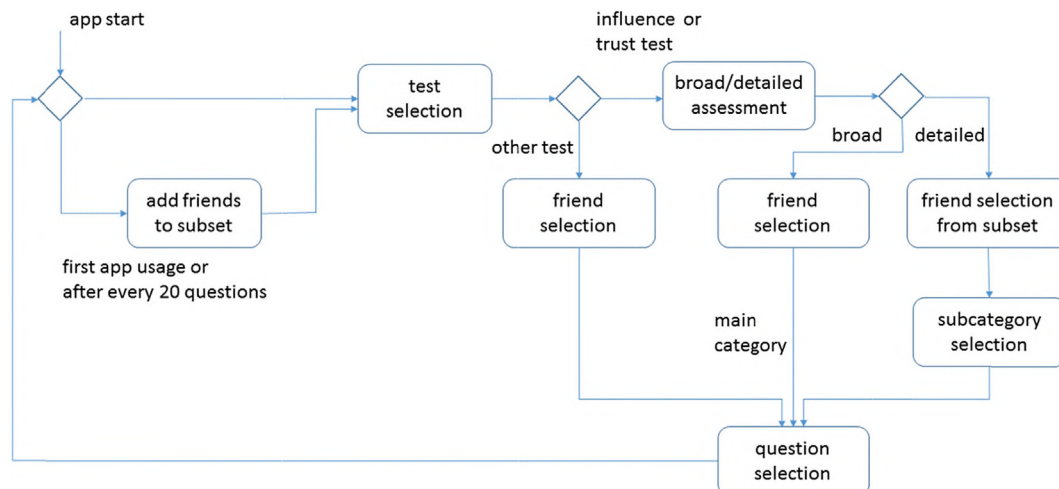 app start
influence or
trust test
test
selection
broad/detailed
assessment
other test
broad
detailed
add friends
to subset
friend
selection
friend
selection
friend selection
from subset
first app usage or
after every 20 questions
main
category
subcategory
selection
question
selection